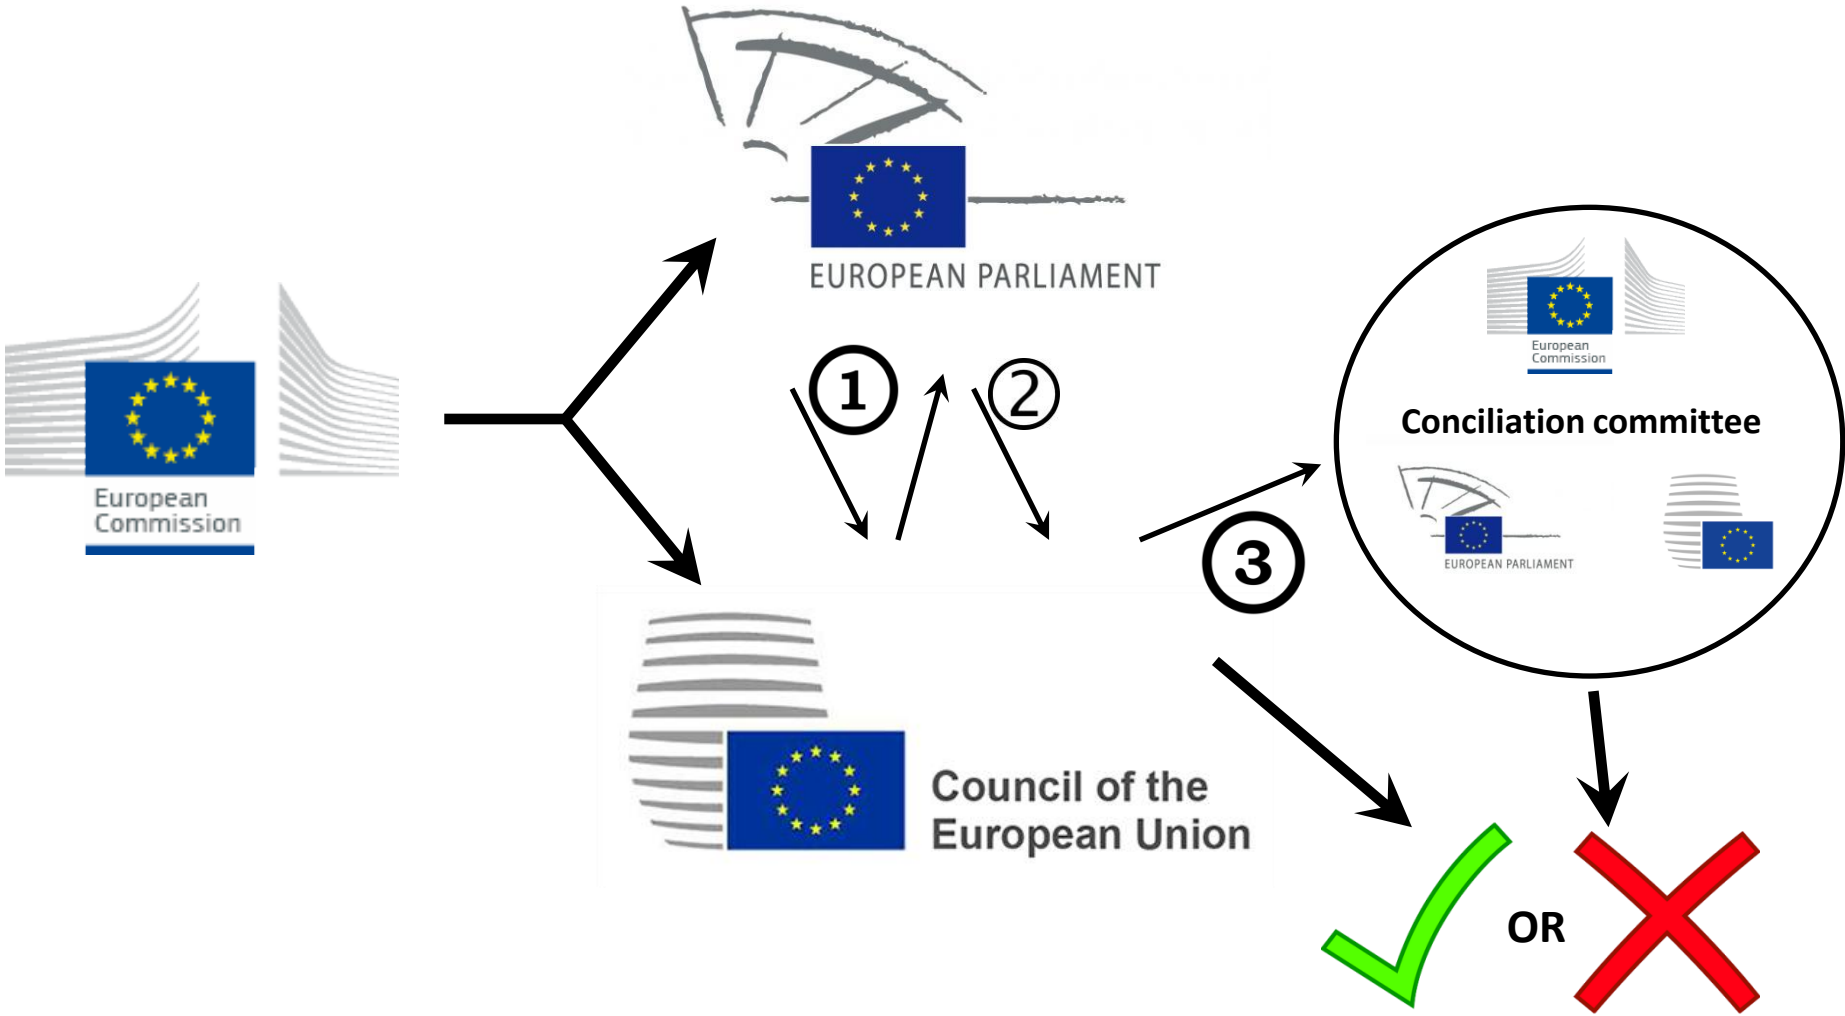 EUROPEAN PARLIAMENT
European
Commission
1
2
3
European
Commission
Conciliation committee
EUROPEAN PARLIAMENT
Council of the
European Union
OR